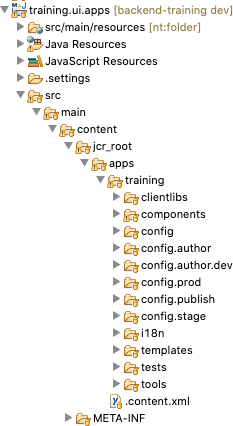 training.ui.apps [backend-training dev]
src/main/resources [nt:folder]
Java Resources
JavaScript Resources
.settings
src
main
content
jcr_root
apps
training
clientlibs
components
config
config.author
config.author.dev
config.prod
config.publish
config.stage
i18n
templates
tests
tools
.content.xml
META-INF